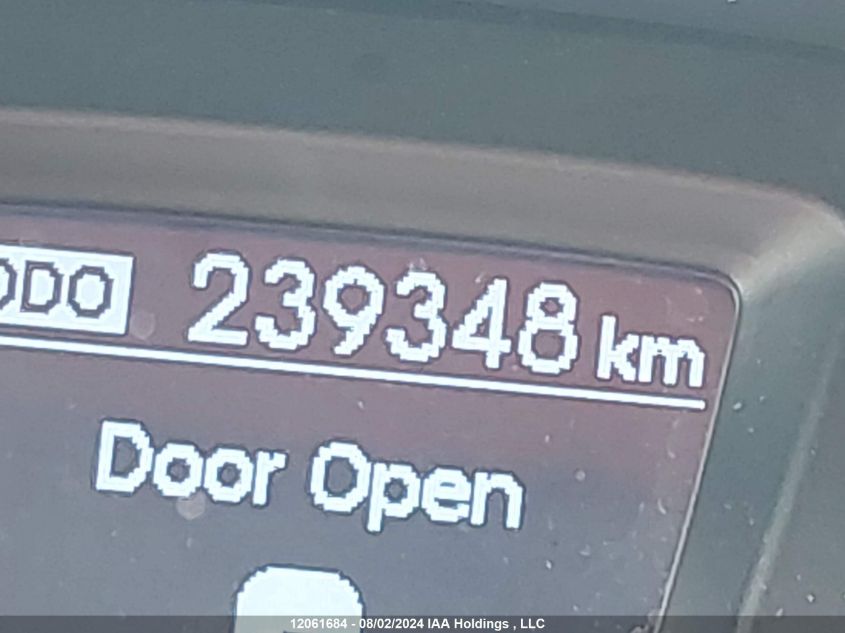 ODO 239348 km
Door Open
12061684 - 08/02/2024 IAA Holdings , LLC